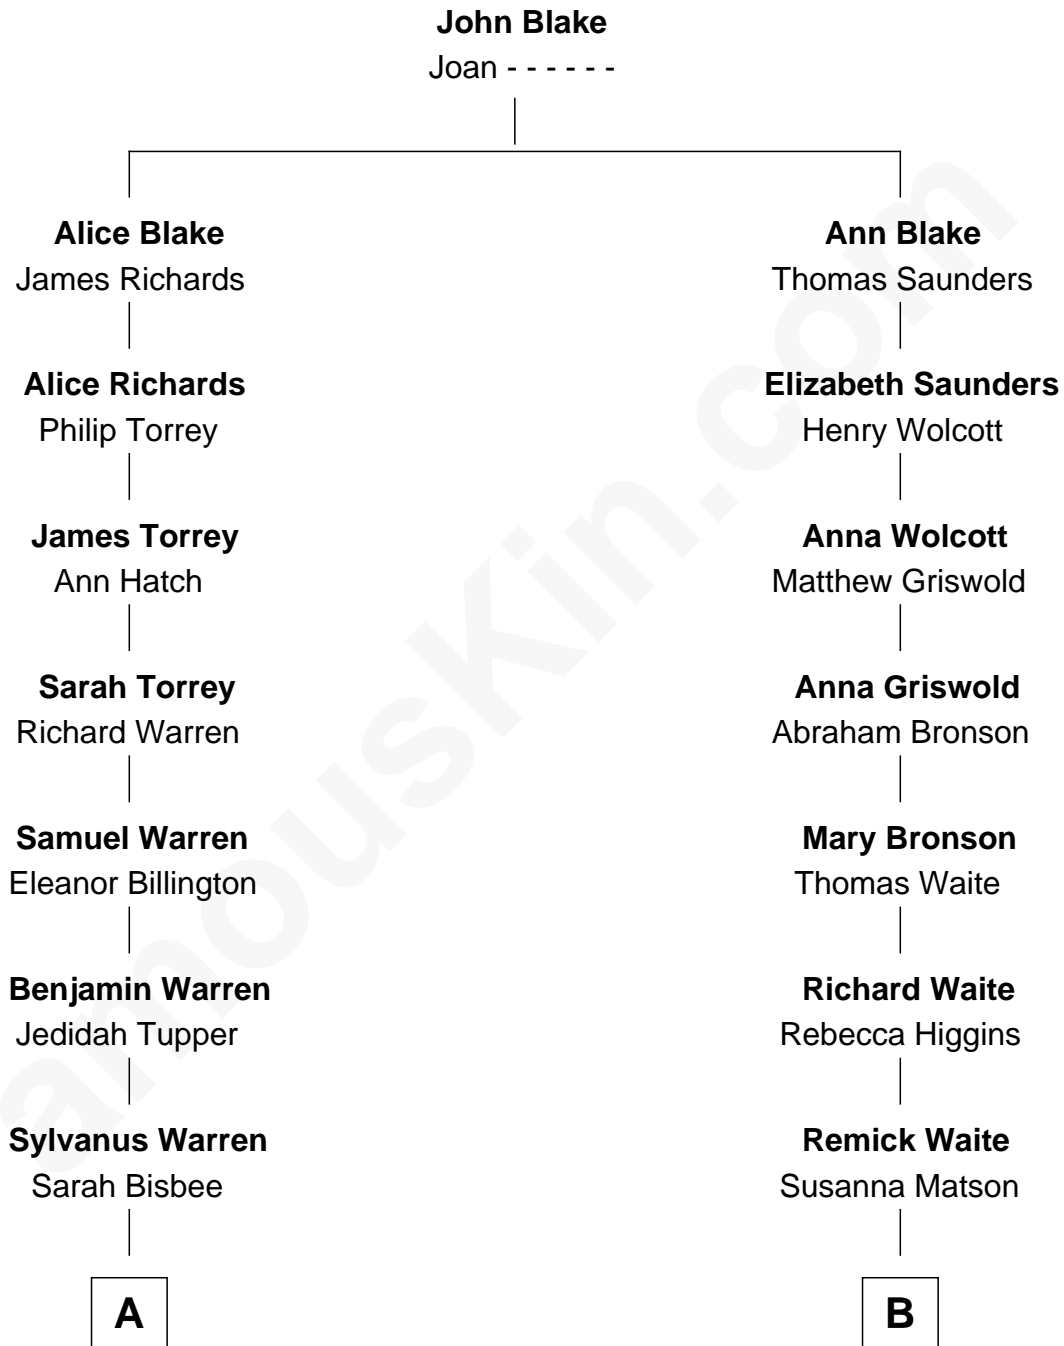 John Blake
Joan - - - - - -
Alice Blake
James Richards
Ann Blake
Thomas Saunders
Alice Richards
Philip Torrey
Elizabeth Saunders
Henry Wolcott
James Torrey
Ann Hatch
Anna Wolcott
Matthew Griswold
Sarah Torrey
Richard Warren
Anna Griswold
Abraham Bronson
Samuel Warren
Eleanor Billington
Mary Bronson
Thomas Waite
Benjamin Warren
Jedidah Tupper
Richard Waite
Rebecca Higgins
Sylvanus Warren
Sarah Bisbee
Remick Waite
Susanna Matson
A
B
amouskin.com